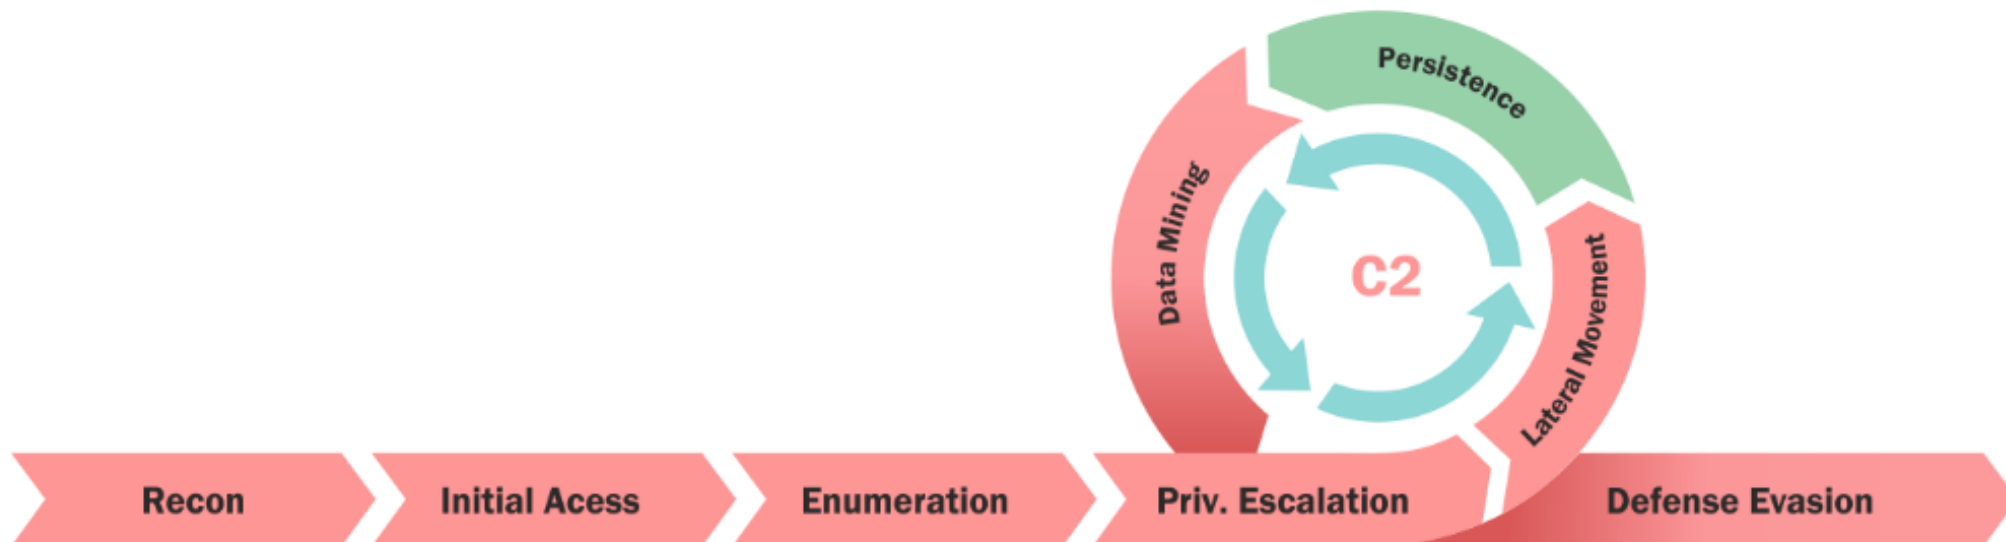 Recon
Initial Acess
Enumeration
Priv. Escalation
Lateral Movement
Persistence
Data Mining
C2
Defense Evasion